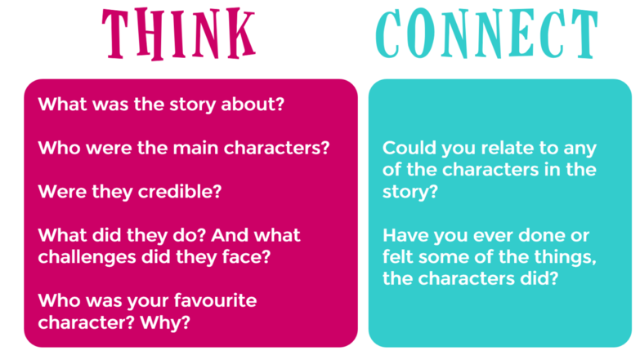 THINK
What was the story about?
Who were the main characters?
Were they credible?
What did they do? And what
challenges did they face?
Who was your favourite
character? Why?
CONNECT
Could you relate to any
of the characters in the
story?
Have you ever done or
felt some of the things,
the characters did?